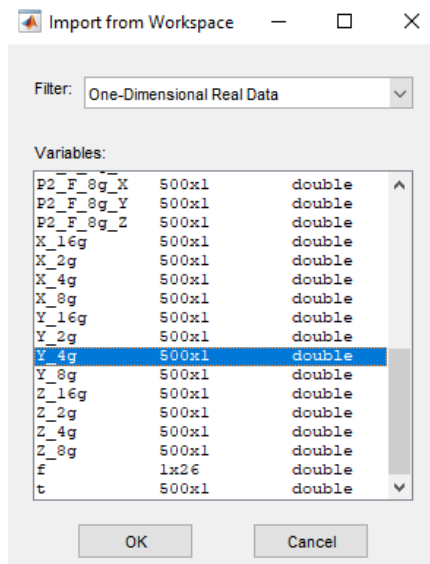 Import from Workspace
Filter: One-Dimensional Real Data
Variables:
P2_F_8g_X 500x1 double
P2_F_8g_Y 500x1 double
P2_F_8g_Z 500x1 double
X_16g 500x1 double
X_2g 500x1 double
X_4g 500x1 double
X_8g 500x1 double
Y_16g 500x1 double
Y_2g 500x1 double
Y_4g 500x1 double
Y_8g 500x1 double
Z_16g 500x1 double
Z_2g 500x1 double
Z_4g 500x1 double
Z_8g 500x1 double
f 1x26 double
t 500x1 double
OK Cancel